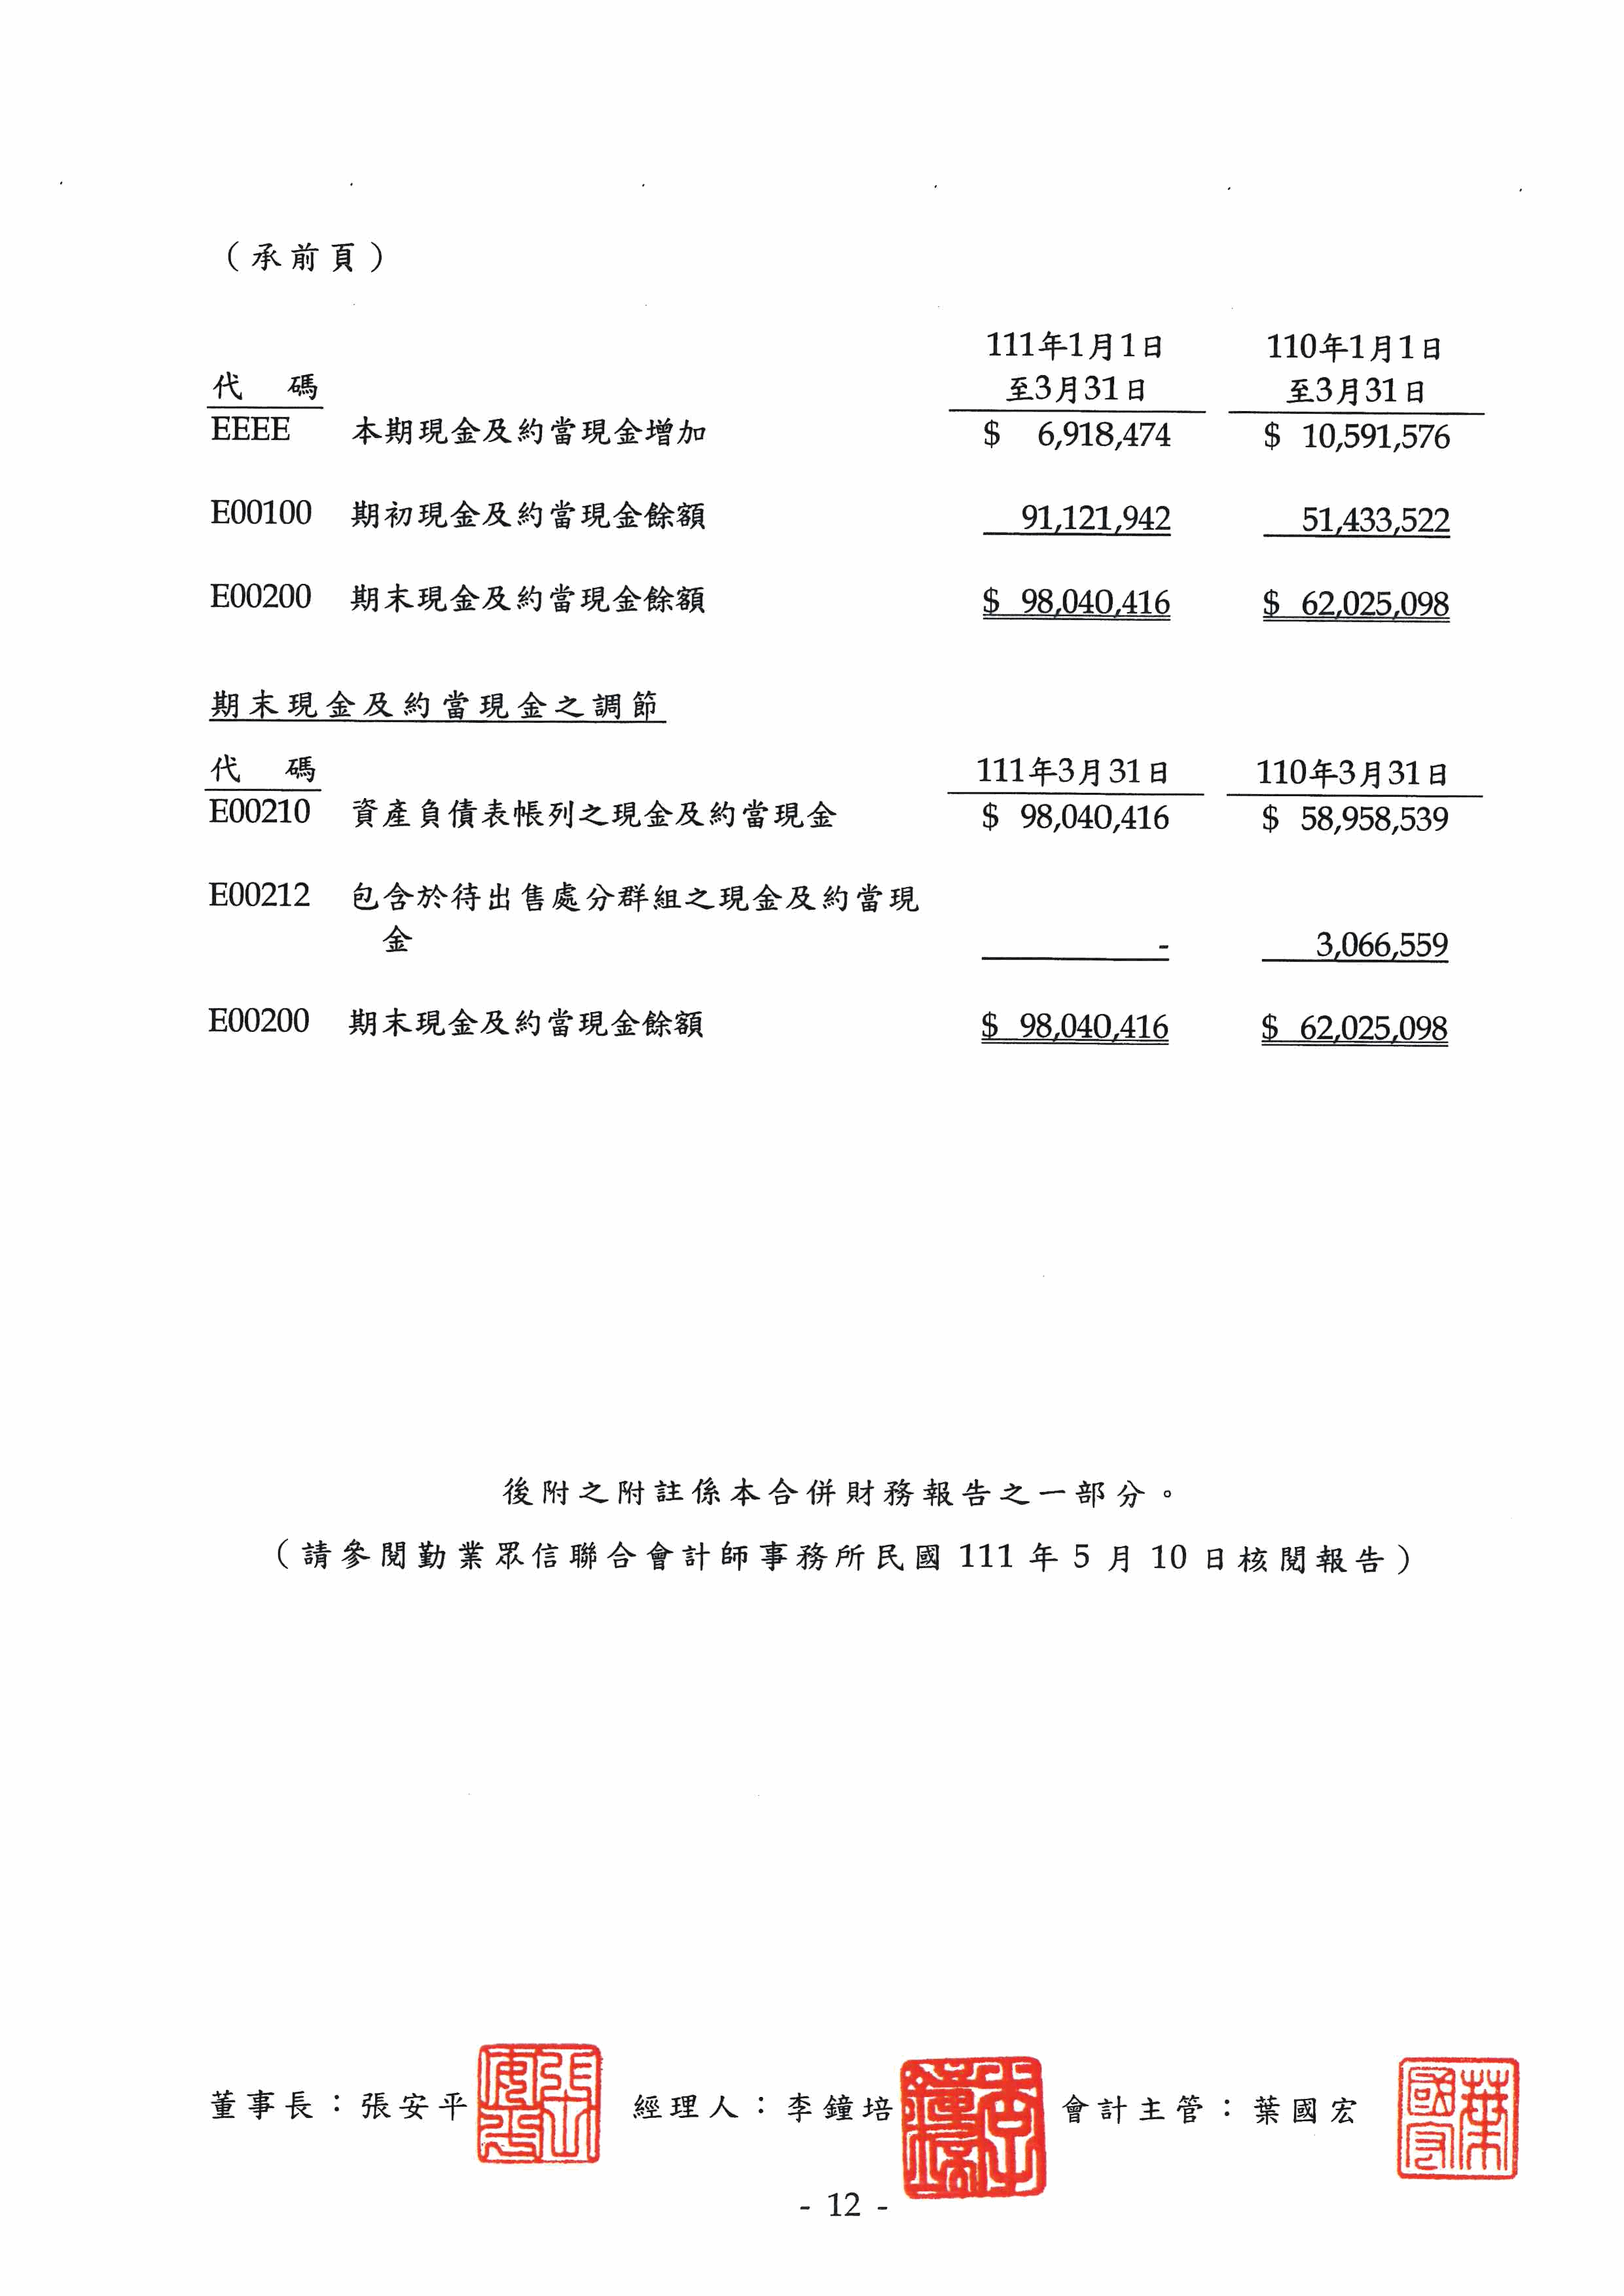 （承前頁）
111年1月1日 110年1月1日
代　碼 至3月31日 至3月31日
EEEE 本期現金及約當現金增加 $ 6,918,474 $ 10,591,576
E00100 期初現金及約當現金餘額 91,121,942 51,433,522
E00200 期末現金及約當現金餘額 $ 98,040,416 $ 62,025,098
期末現金及約當現金之調節
代　碼 111年3月31日 110年3月31日
E00210 資產負債表帳列之現金及約當現金 $ 98,040,416 $ 58,958,539
E00212 包含於待出售處分群組之現金及約當現
金 - 3,066,559
E00200 期末現金及約當現金餘額 $ 98,040,416 $ 62,025,098
後附之附註係本合併財務報告之一部分。
（請參閱勤業眾信聯合會計師事務所民國 111 年 5 月 10 日核閱報告）
董事長：張安平 經理人：李鐘培 會計主管：葉國宏
- 12 -